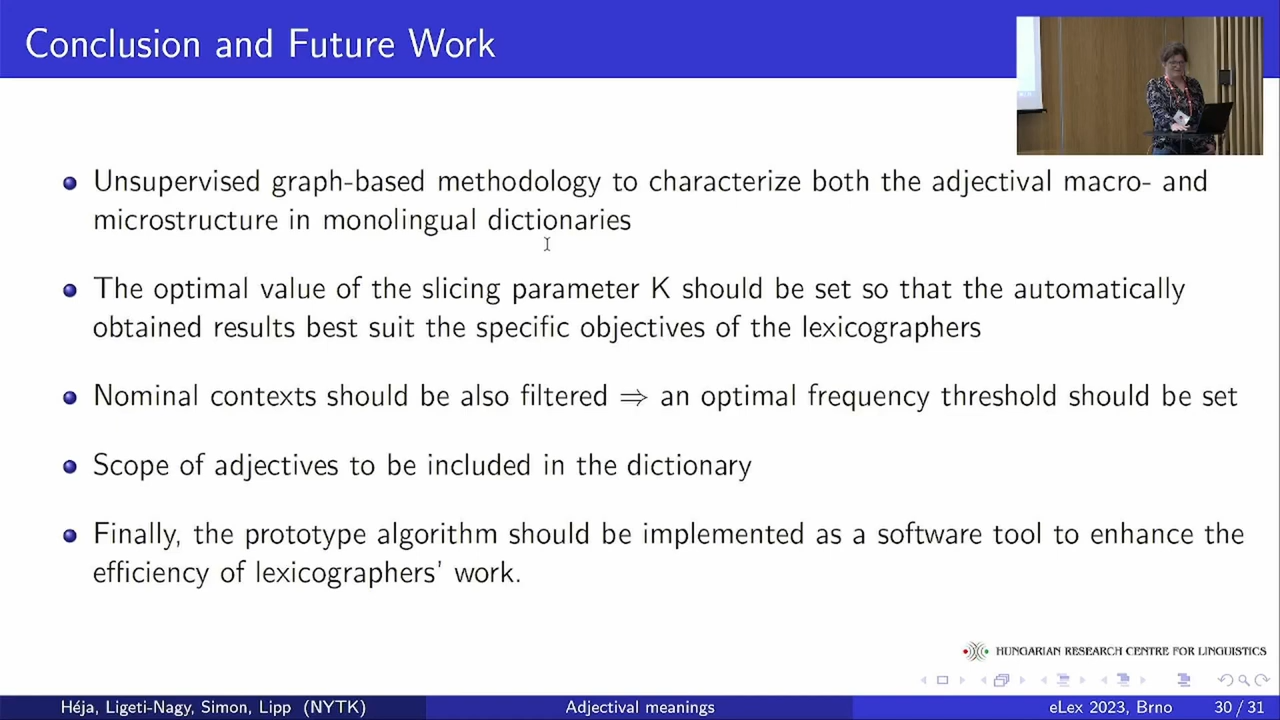 Conclusion and Future Work
Unsupervised graph-based methodology to characterize both the adjectival macro- and
microstructure in monolingual dictionaries
The optimal value of the slicing parameter K should be set so that the automatically
obtained results best suit the specific objectives of the lexicographers
Nominal contexts should be also filtered ⇒ an optimal frequency threshold should be set
Scope of adjectives to be included in the dictionary
Finally, the prototype algorithm should be implemented as a software tool to enhance the
efficiency of lexicographers' work.
HUNGARIAN RESEARCH CENTRE FOR LINGUISTICS
Héja, Ligeti-Nagy, Simon, Lipp (NYTK) Adjectival meanings eLex 2023, Brno 30 / 31